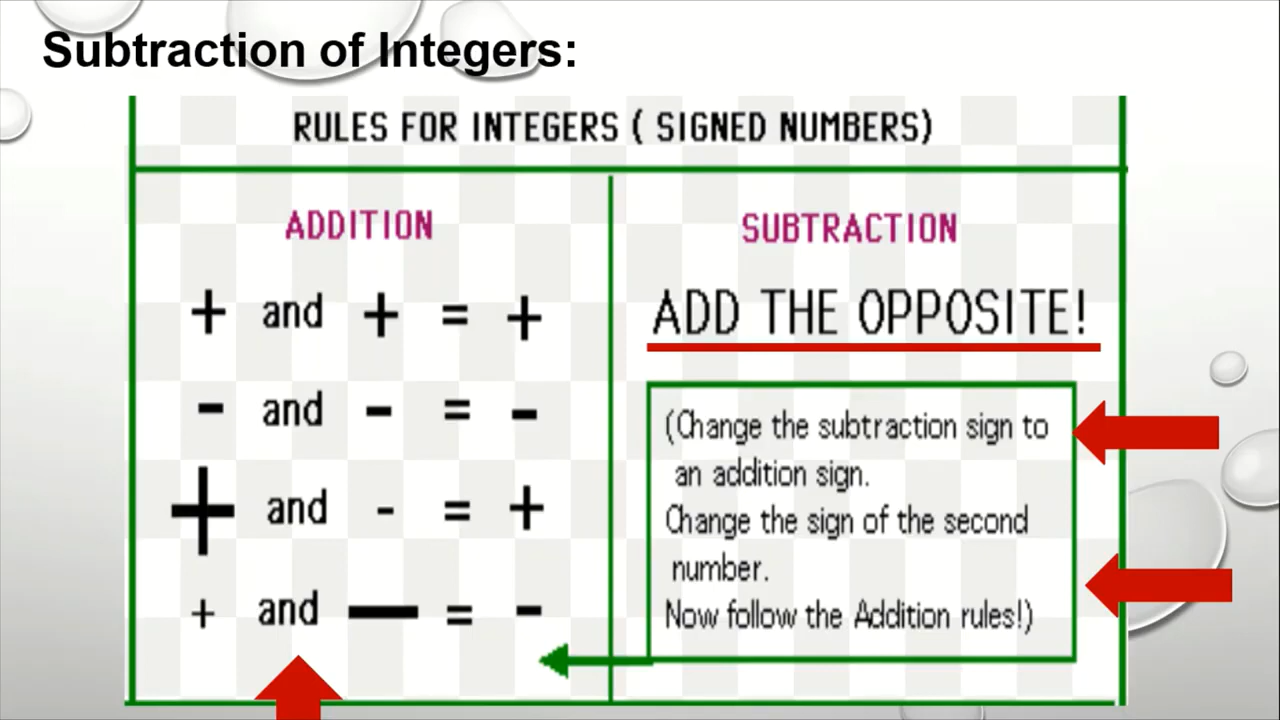 Subtraction of Integers:
RULES FOR INTEGERS ( SIGNED NUMBERS)
ADDITION
+ and + = +
- and - = -
+ and - = +
+ and - = -
SUBTRACTION
ADD THE OPPOSITE!
(Change the subtraction sign to
an addition sign.
Change the sign of the second
number.
Now follow the Addition rules!)